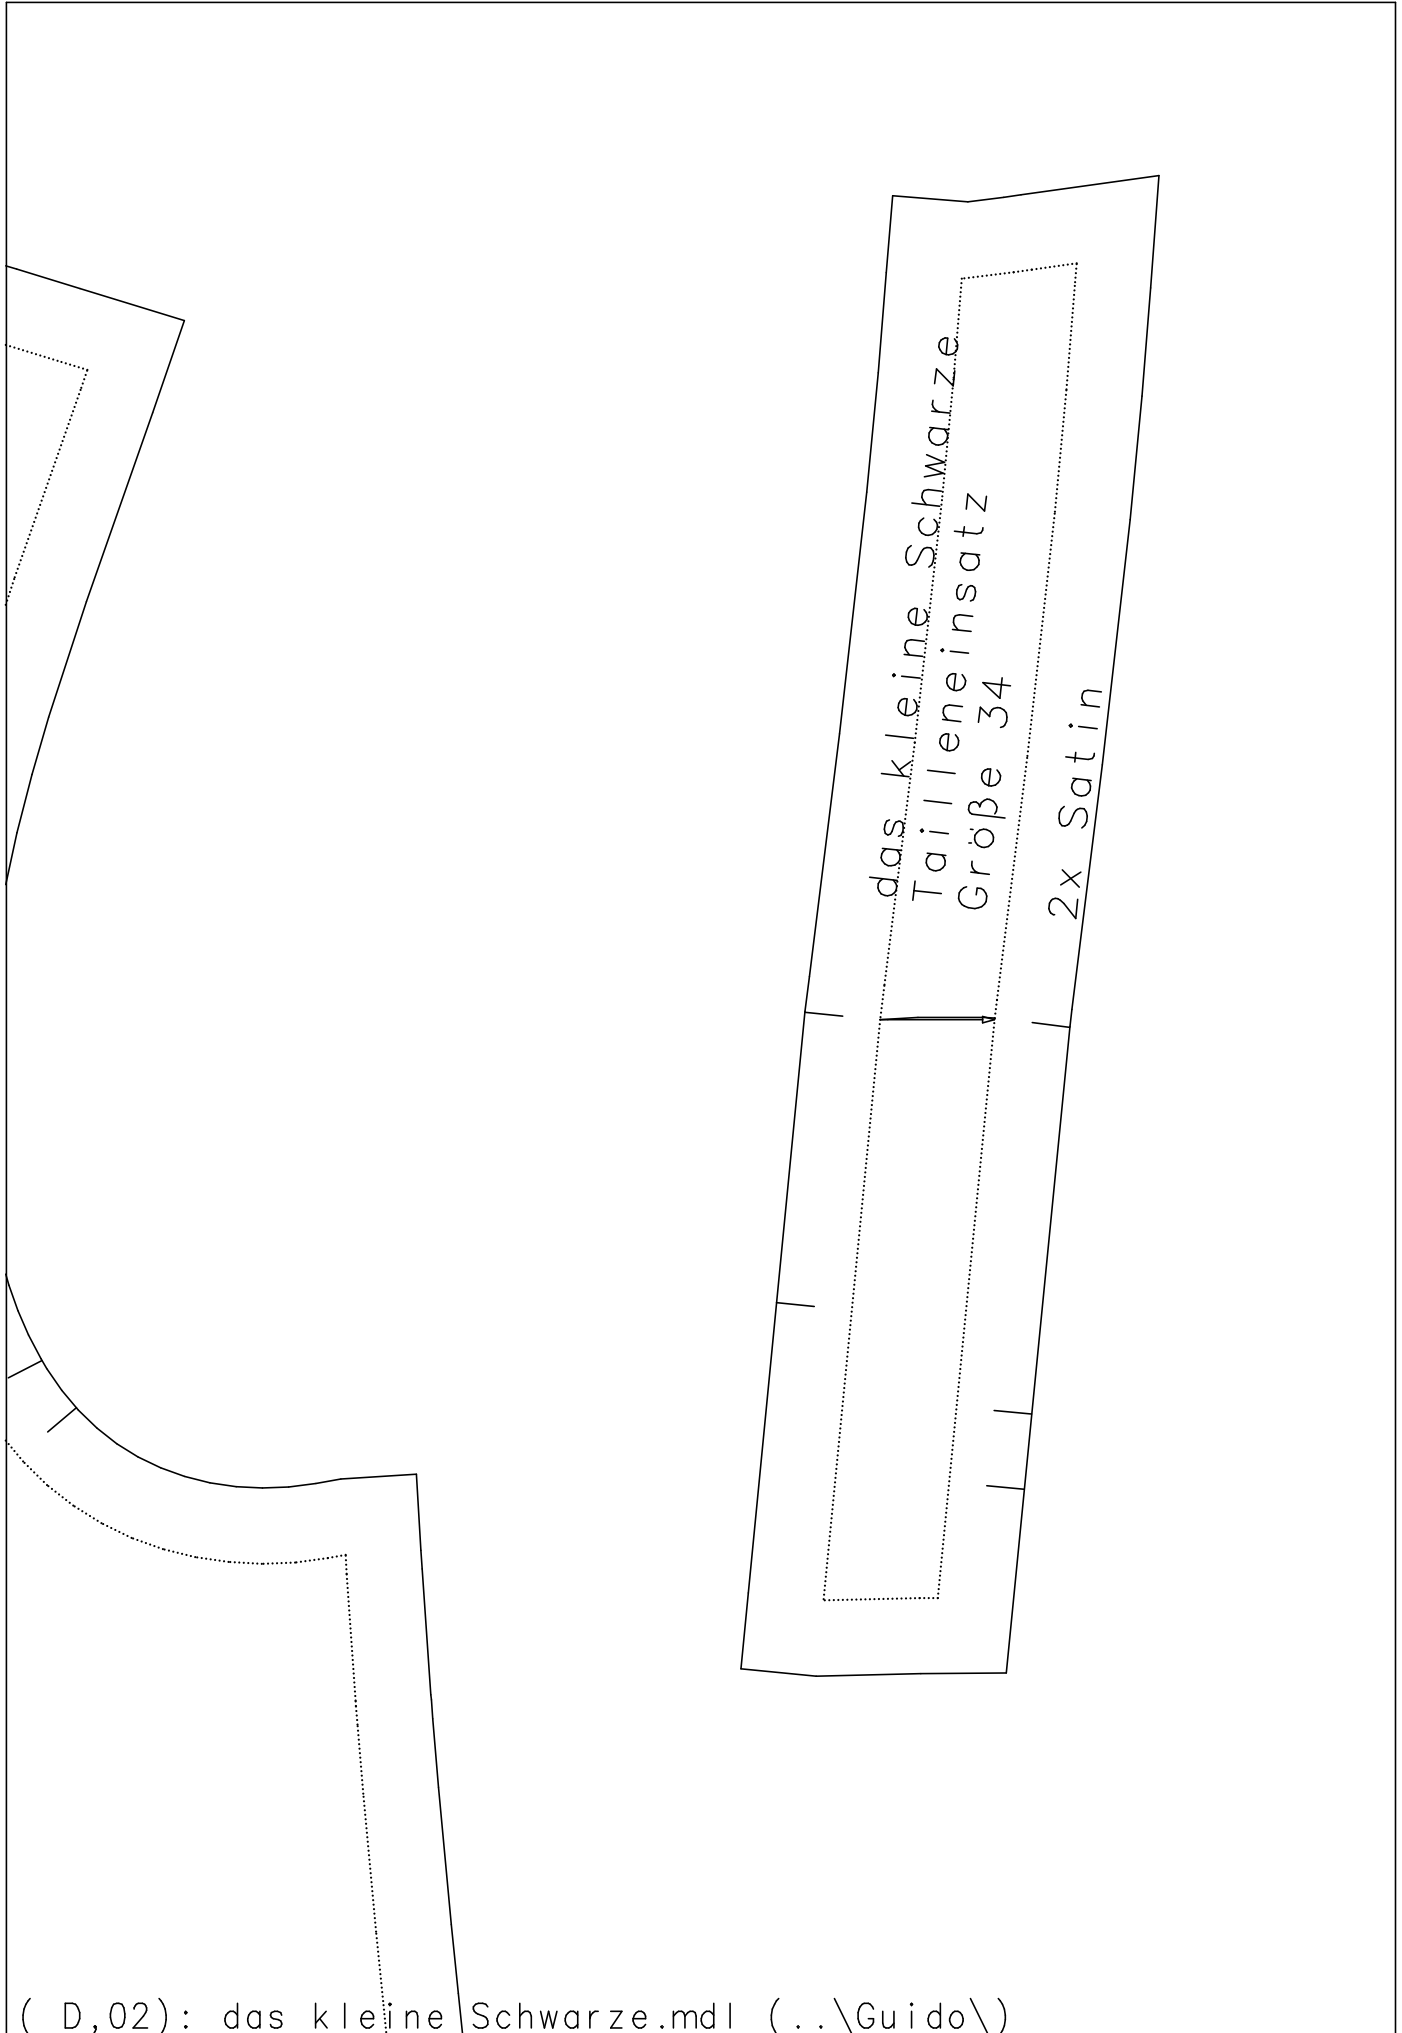 das kleine Schwarze
Tailleneinsatz
Größe 34
2x Satin
( D,02): das kleine Schwarze.mdl (..\Guido\)